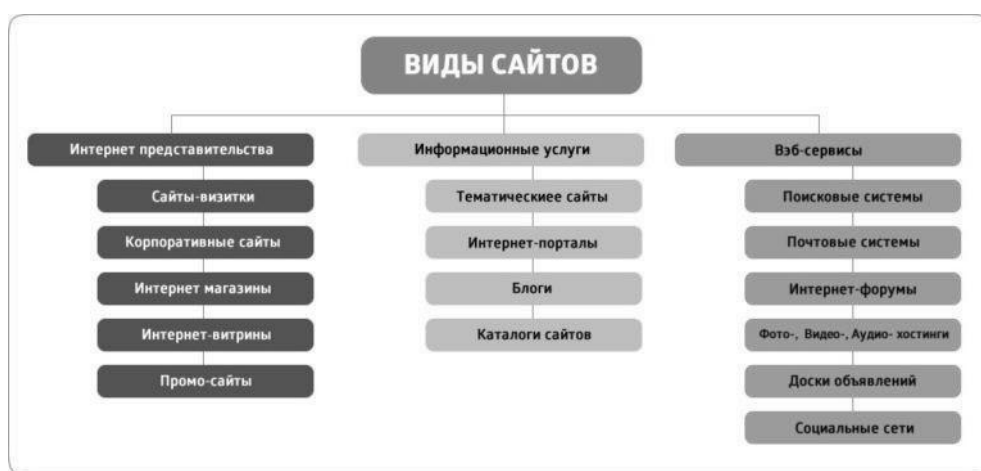 ВИДЫ САЙТОВ
Интернет представительства
Сайты-визитки
Корпоративные сайты
Интернет магазины
Интернет-витрины
Промо-сайты
Информационные услуги
Тематическиее сайты
Интернет-порталы
Блоги
Каталоги сайтов
Вэб-сервисы
Поисковые системы
Почтовые системы
Интернет-форумы
Фото-, Видео-, Аудио- хостинги
Доски объявлений
Социальные сети